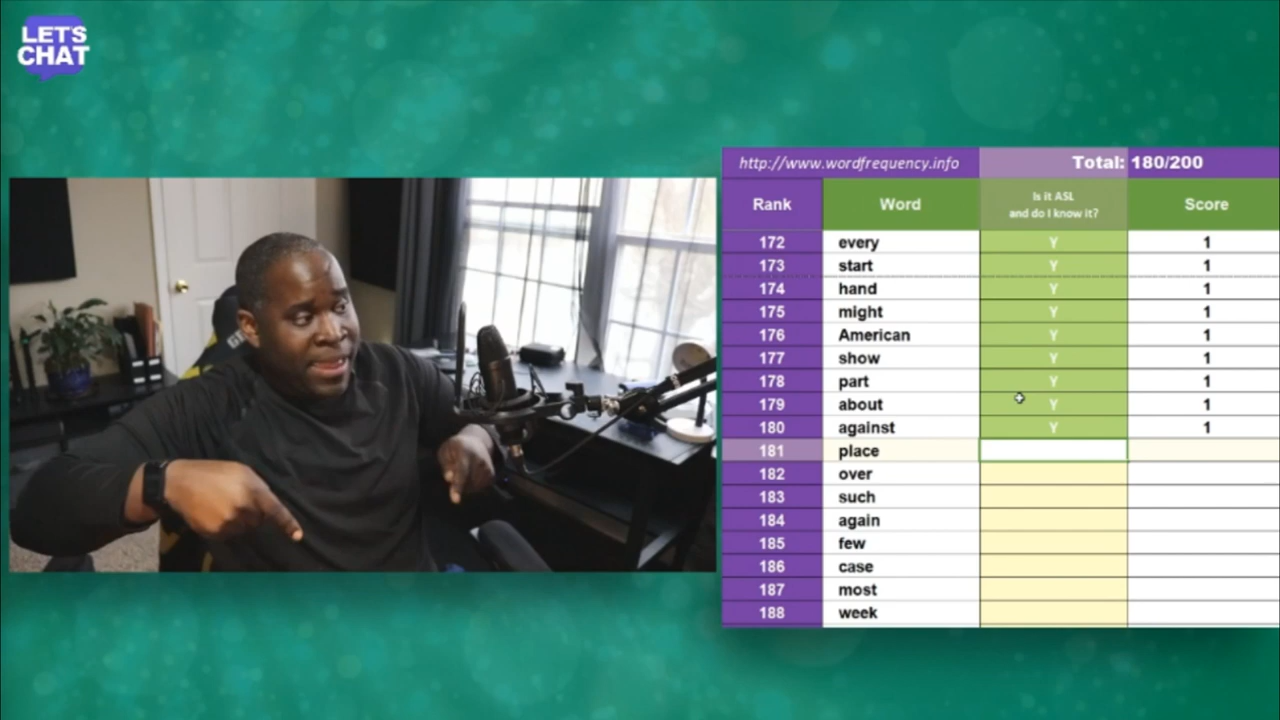 LET'S
CHAT
http://www.wordfrequency.info Total: 180/200
Rank Word Is it ASL and do I know it? Score
172 every Y 1
173 start Y 1
174 hand Y 1
175 might Y 1
176 American Y 1
177 show Y 1
178 part Y 1
179 about Y 1
180 against Y 1
181 place
182 over
183 such
184 again
185 few
186 case
187 most
188 week